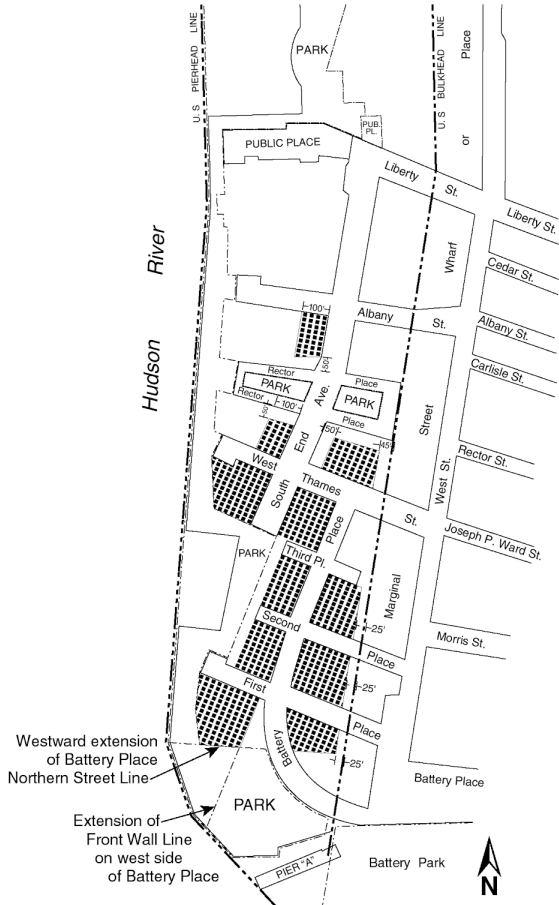 U.S PIERHEAD LINE
PARK
U.S BULKHEAD LINE
Place
or
PUB.
PL.
PUBLIC PLACE
Liberty
St.
Liberty St.
Hudson River
Wharf
Cedar St.
100'
Albany
St.
Albany St.
50'
Carlisle St.
Rector
Place
PARK
PARK
Rector
50'
100'
Ave.
Place
Street
50'
45'
End
Rector St.
West
Thames
St.
West St.
South
Place
Joseph P. Ward St.
PARK
Third Pl.
Marginal
Second
25'
Place
Morris St.
First
25'
Place
Westward extension
of Battery Place
Northern Street Line
Battery
25'
Battery Place
PARK
Extension of
Front Wall Line
on west side
of Battery Place
PIER "A"
Battery Park
N